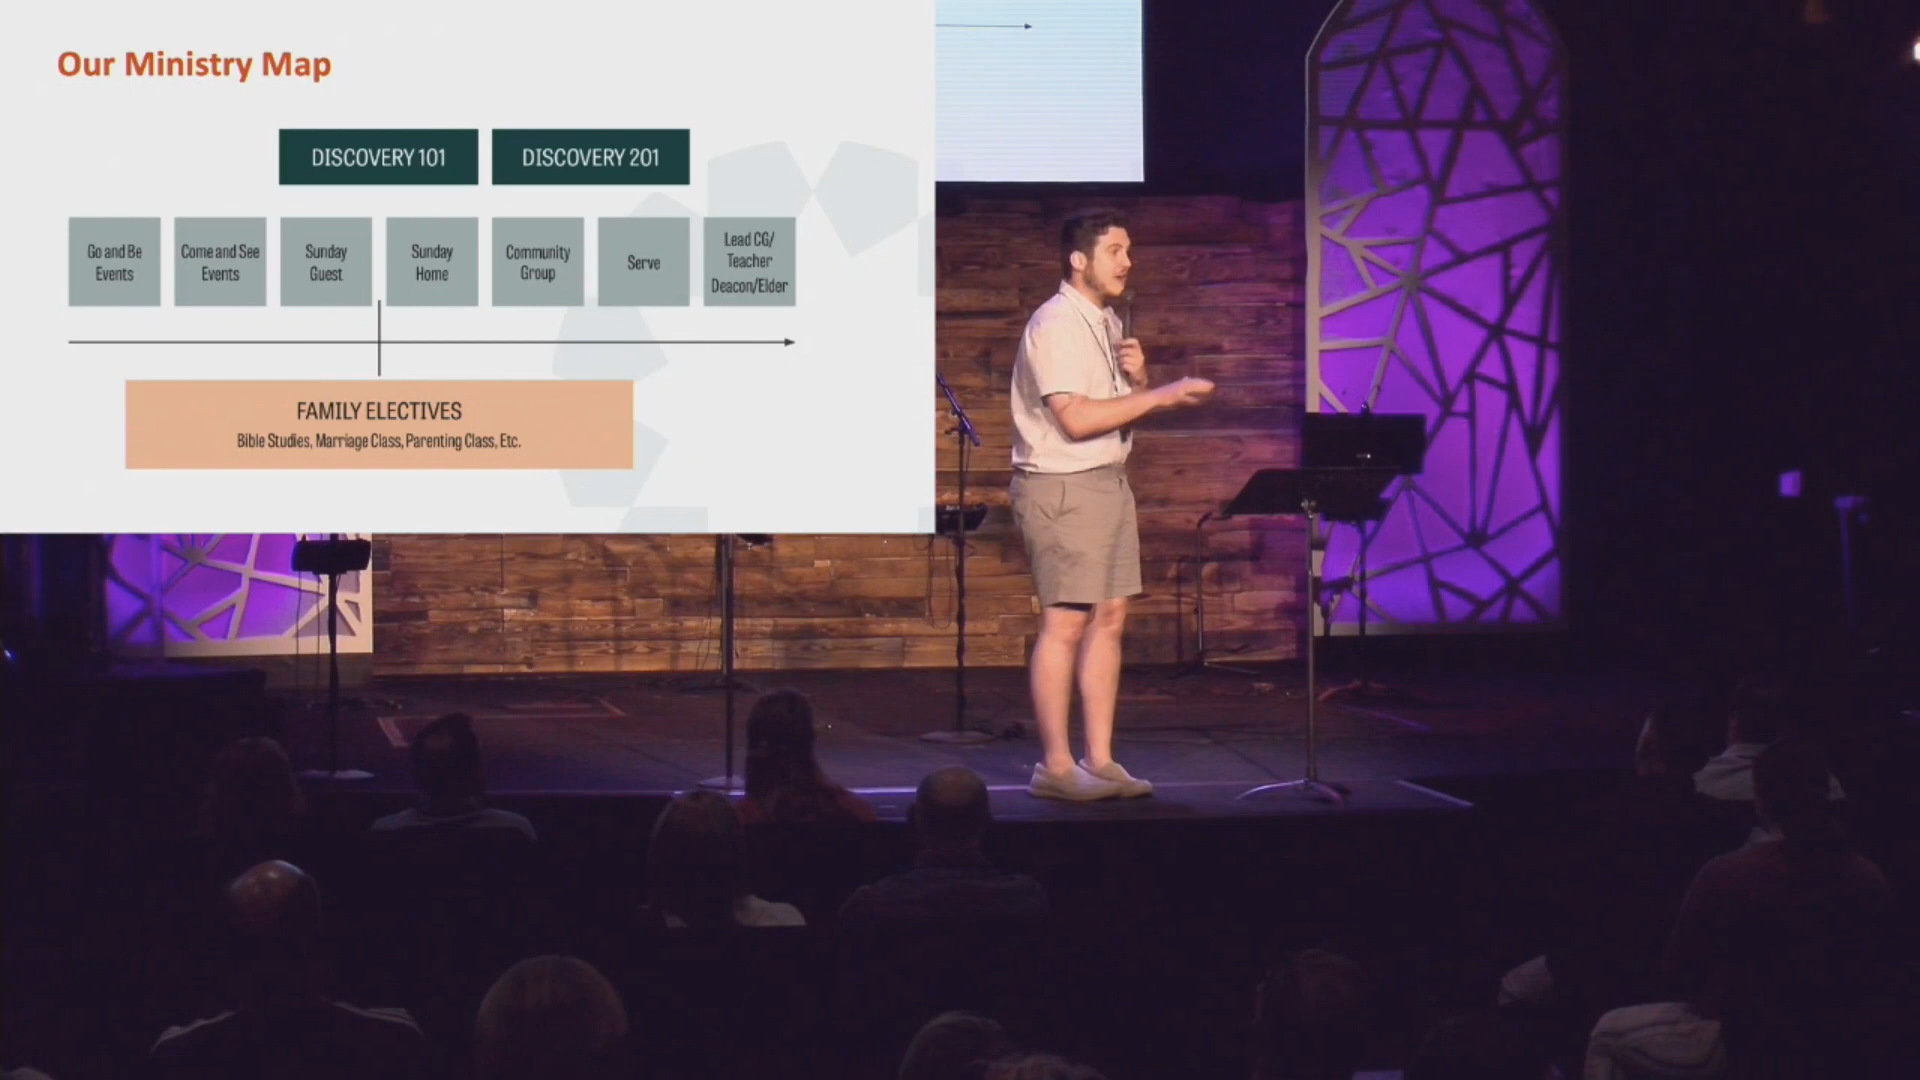 Our Ministry Map
DISCOVERY 101
DISCOVERY 201
Go and Be
Events
Come and See
Events
Sunday
Guest
Sunday
Home
Community
Group
Serve
Lead CG/
Teacher
Deacon/Elder
FAMILY ELECTIVES
Bible Studies, Marriage Class, Parenting Class, Etc.